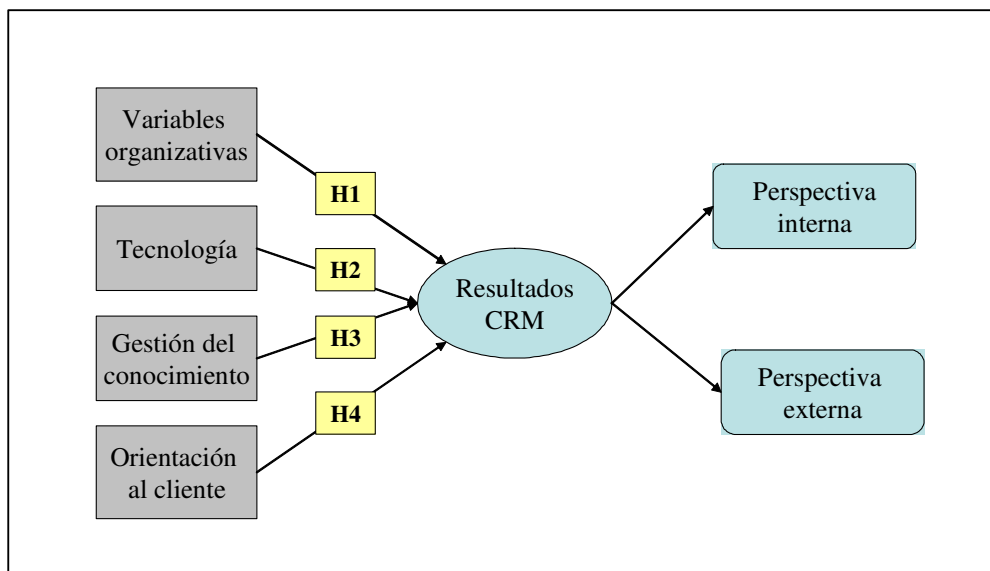 Variables
organizativas
H1
Tecnología
H2
Gestión del
conocimiento
H3
Orientación
al cliente
H4
Resultados
CRM
Perspectiva
interna
Perspectiva
externa